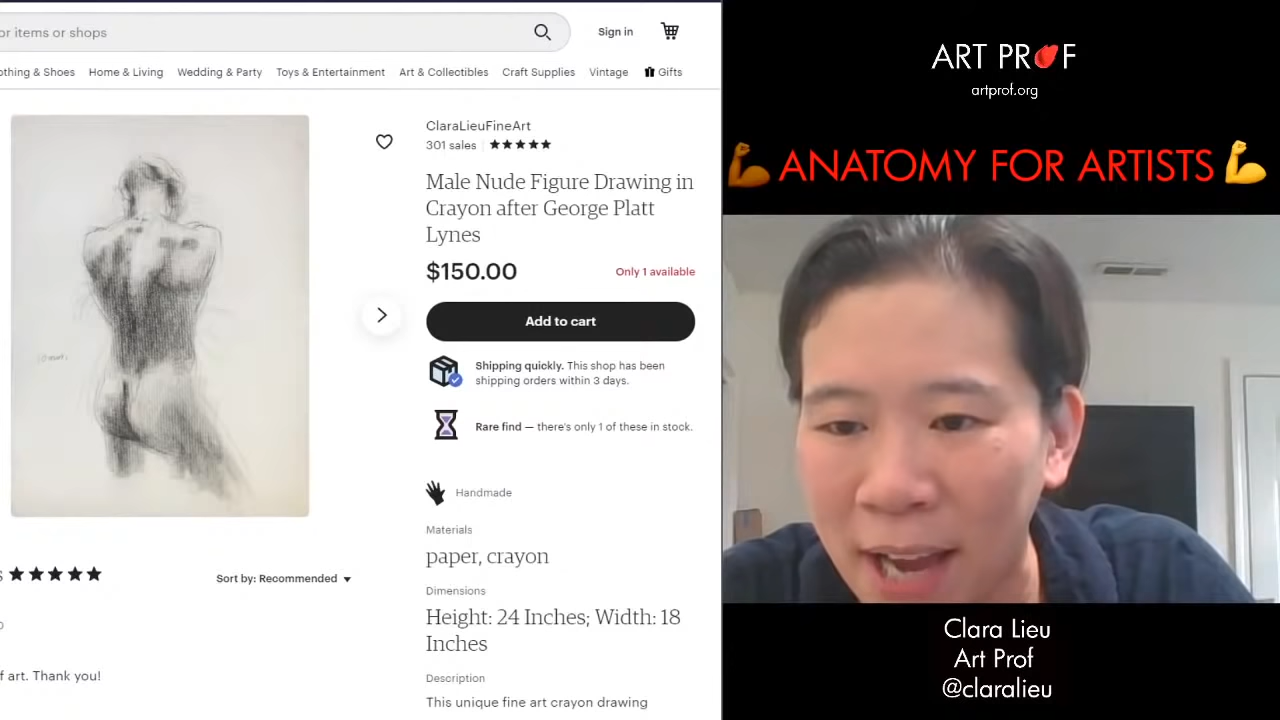 or items or shops
Sign in
othing & Shoes Home & Living Wedding & Party Toys & Entertainment Art & Collectibles Craft Supplies Vintage Gifts
ClaraLieuFineArt
301 sales
Male Nude Figure Drawing in
Crayon after George Platt
Lynes
$150.00
Only 1 available
Add to cart
Shipping quickly. This shop has been
shipping orders within 3 days.
Rare find — there's only 1 of these in stock.
Handmade
Materials
paper, crayon
Dimensions
Height: 24 Inches; Width: 18
Inches
Description
This unique fine art crayon drawing
Sort by: Recommended
f art. Thank you!
ART PR F
artprof.org
ANATOMY FOR ARTISTS
Clara Lieu
Art Prof
@claralieu